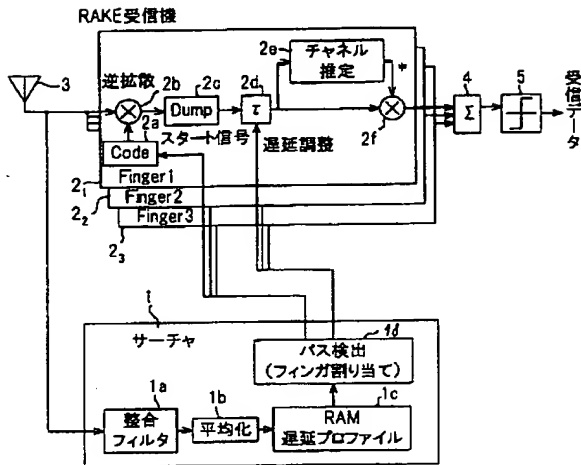 RAKE受信機
3
逆拡散
2b
2c
2d
2e
チャネル
推定
*
4
5
受信データ
Dump
τ
2f
Σ
2a
スタート信号
Code
遅延調整
Finger1
2₁
Finger2
2₂
Finger3
2₃
1
サーチャ
1d
パス検出
(フィンガ割り当て)
1a
1b
1c
整合
フィルタ
平均化
RAM
遅延プロファイル